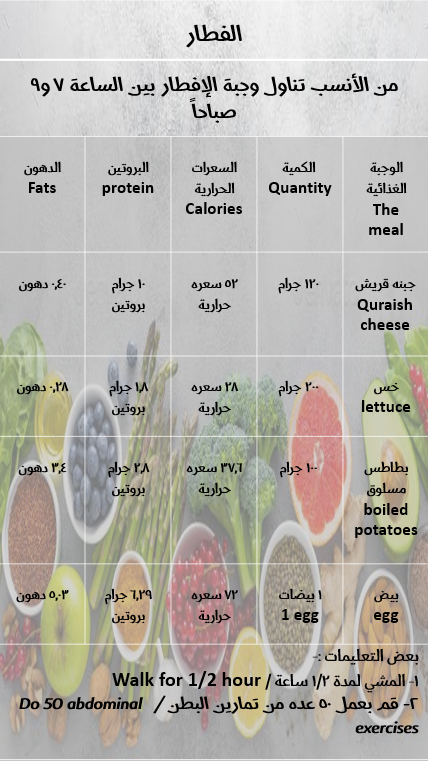 الفطار
من الأنسب تناول وجبة الإفطار بين الساعة ٧ و٩
صباحاً
الوجبة
الغذائية
The
meal
الكمية
Quantity
السعرات
الحرارية
Calories
البروتين
protein
الدهون
Fats
جبنه قريش
Quraish
cheese
١٢٠ جرام
٥٢ سعره
حرارية
١٠ جرام
بروتين
٠,٤٠ دهون
خس
lettuce
٢٠٠ جرام
٢٨ سعره
حرارية
١,٨ جرام
بروتين
٠,٢٨ دهون
بطاطس
مسلوق
boiled
potatoes
١٠٠ جرام
٣٧,٦ سعره
حرارية
٢,٨ جرام
بروتين
٣,٤ دهون
بيض
egg
١ بيضات
1 egg
٧٢ سعره
حرارية
٦,٢٩ جرام
بروتين
٥,٠٣ دهون
بعض التعليمات :-
١- المشي لمدة ١/٢ ساعة / Walk for 1/2 hour
٢- قم بعمل ٥٠ عده من تمارين البطن / Do 50 abdominal
exercises